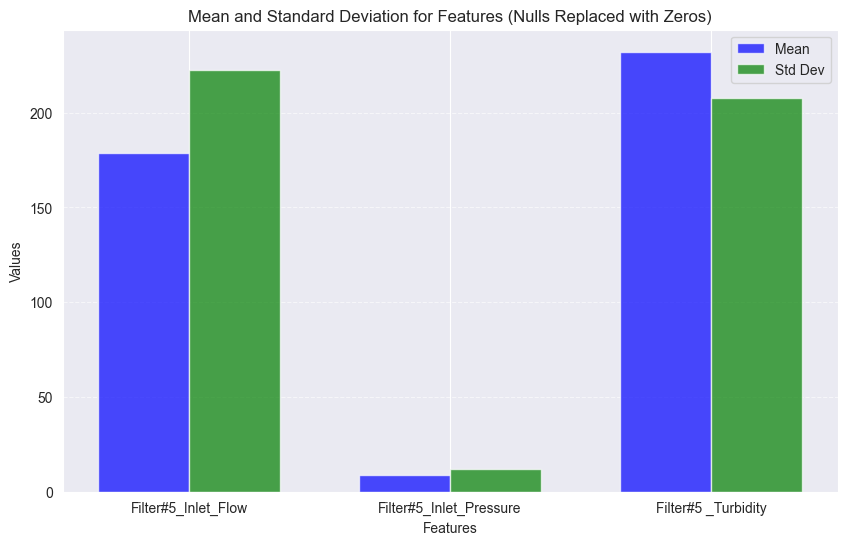 Mean and Standard Deviation for Features (Nulls Replaced with Zeros)
Mean
Std Dev
Values
200
150
100
50
0
Filter#5_Inlet_Flow
Filter#5_Inlet_Pressure
Filter#5 _Turbidity
Features